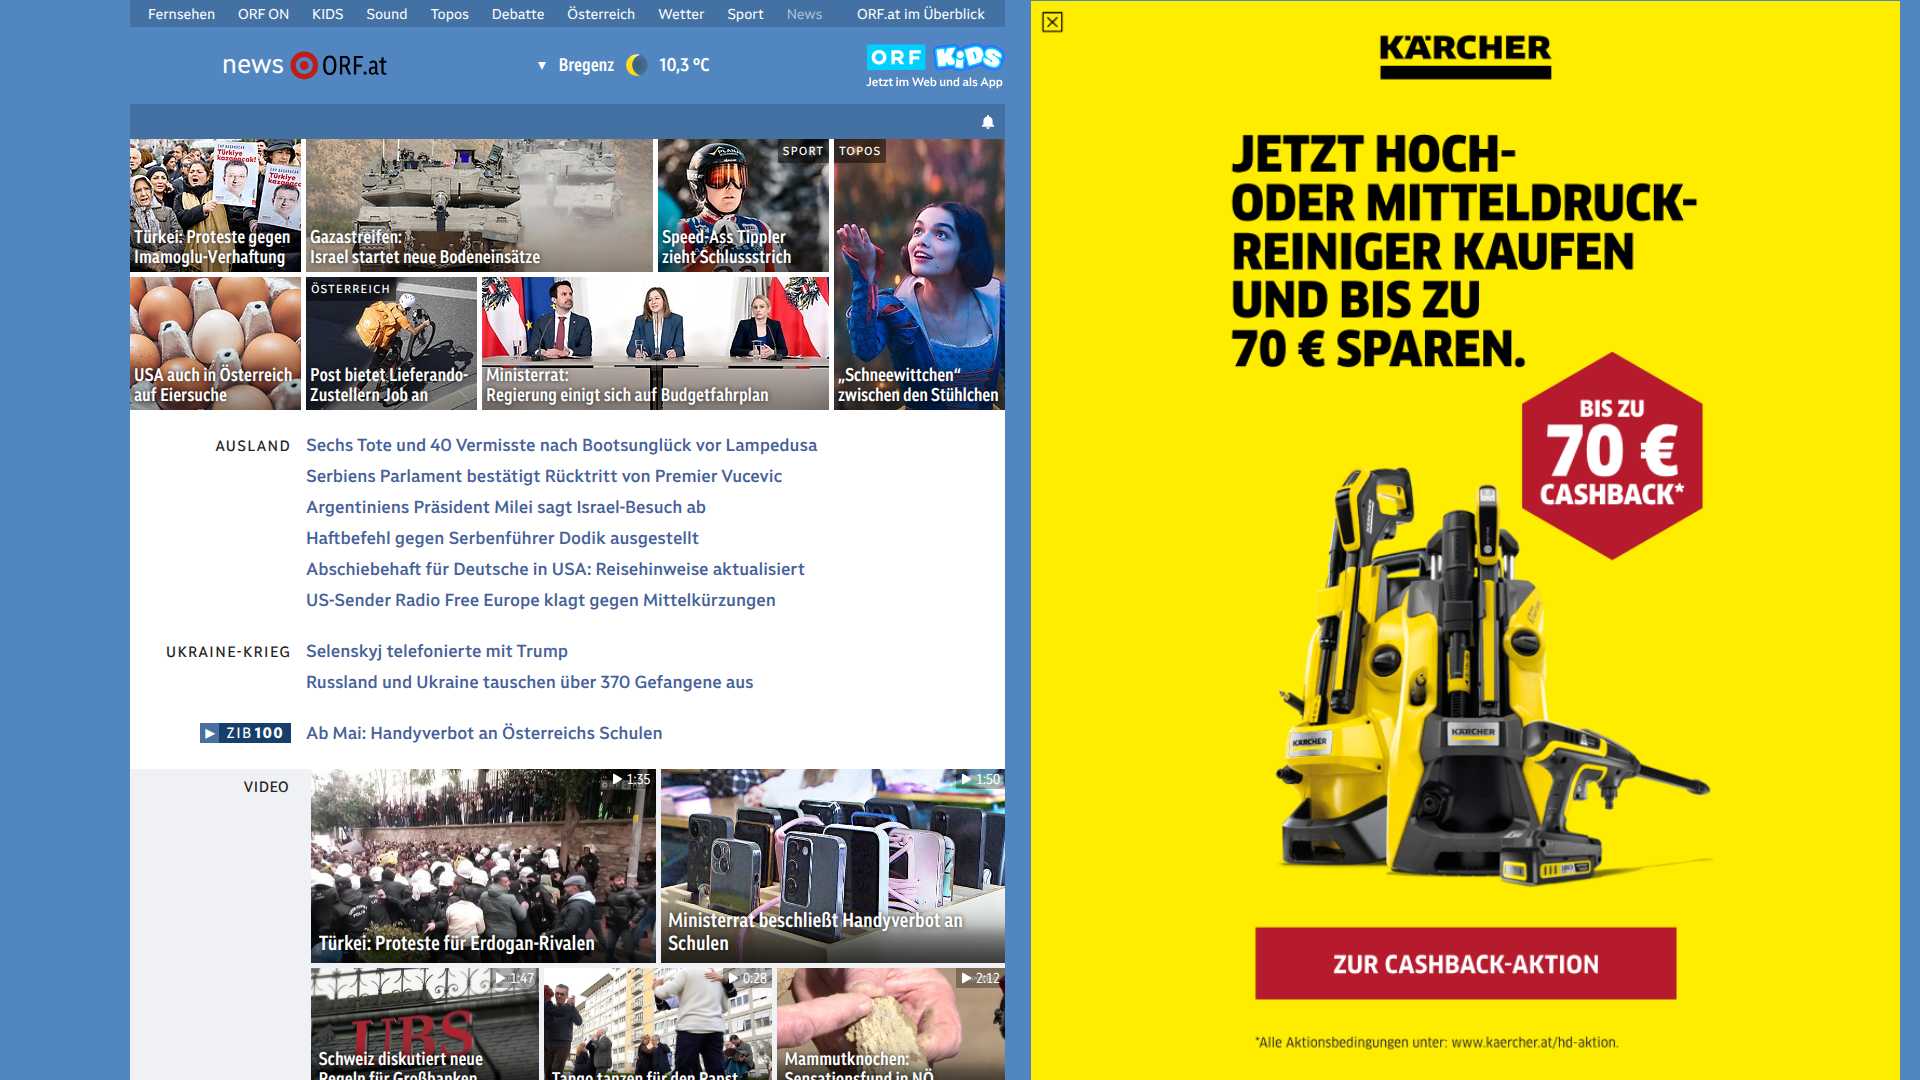 Fernsehen ORF ON KIDS Sound Topos Debatte Österreich Wetter Sport News ORF.at im Überblick
news ORF.at
Bregenz 10,3 °C
ORF KiDS
Jetzt im Web und als App
Türkiye kazanacak!
Türkiye
Türkei: Proteste gegen
Imamoglu-Verhaftung
Gazastreifen:
Israel startet neue Bodeneinsätze
SPORT
Speed-Ass Tippler
zieht Schlussstrich
TOPOS
„Schneewittchen“
zwischen den Stühlchen
USA auch in Österreich
auf Eiersuche
ÖSTERREICH
Post bietet Lieferando-
Zustellern Job an
Ministerrat:
Regierung einigt sich auf Budgetfahrplan
AUSLAND
Sechs Tote und 40 Vermisste nach Bootsunglück vor Lampedusa
Serbiens Parlament bestätigt Rücktritt von Premier Vucevic
Argentiniens Präsident Milei sagt Israel-Besuch ab
Haftbefehl gegen Serbenführer Dodik ausgestellt
Abschiebehaft für Deutsche in USA: Reisehinweise aktualisiert
US-Sender Radio Free Europe klagt gegen Mittelkürzungen
UKRAINE-KRIEG
Selenskyj telefonierte mit Trump
Russland und Ukraine tauschen über 370 Gefangene aus
ZIB100
Ab Mai: Handyverbot an Österreichs Schulen
VIDEO
1:35
Türkei: Proteste für Erdogan-Rivalen
1:50
Ministerrat beschließt Handyverbot an
Schulen
1:47
UBS
Schweiz diskutiert neue
Regeln für Großbanken
0:28
Tango tanzen für den Papst
2:12
Mammutknochen:
Sensationsfund in NÖ
KÄRCHER
JETZT HOCH-
ODER MITTELDRUCK-
REINIGER KAUFEN
UND BIS ZU
70 € SPAREN.
BIS ZU
70 €
CASHBACK*
KÄRCHER
KÄRCHER
ZUR CASHBACK-AKTION
*Alle Aktionsbedingungen unter: www.kaercher.at/hd-aktion.